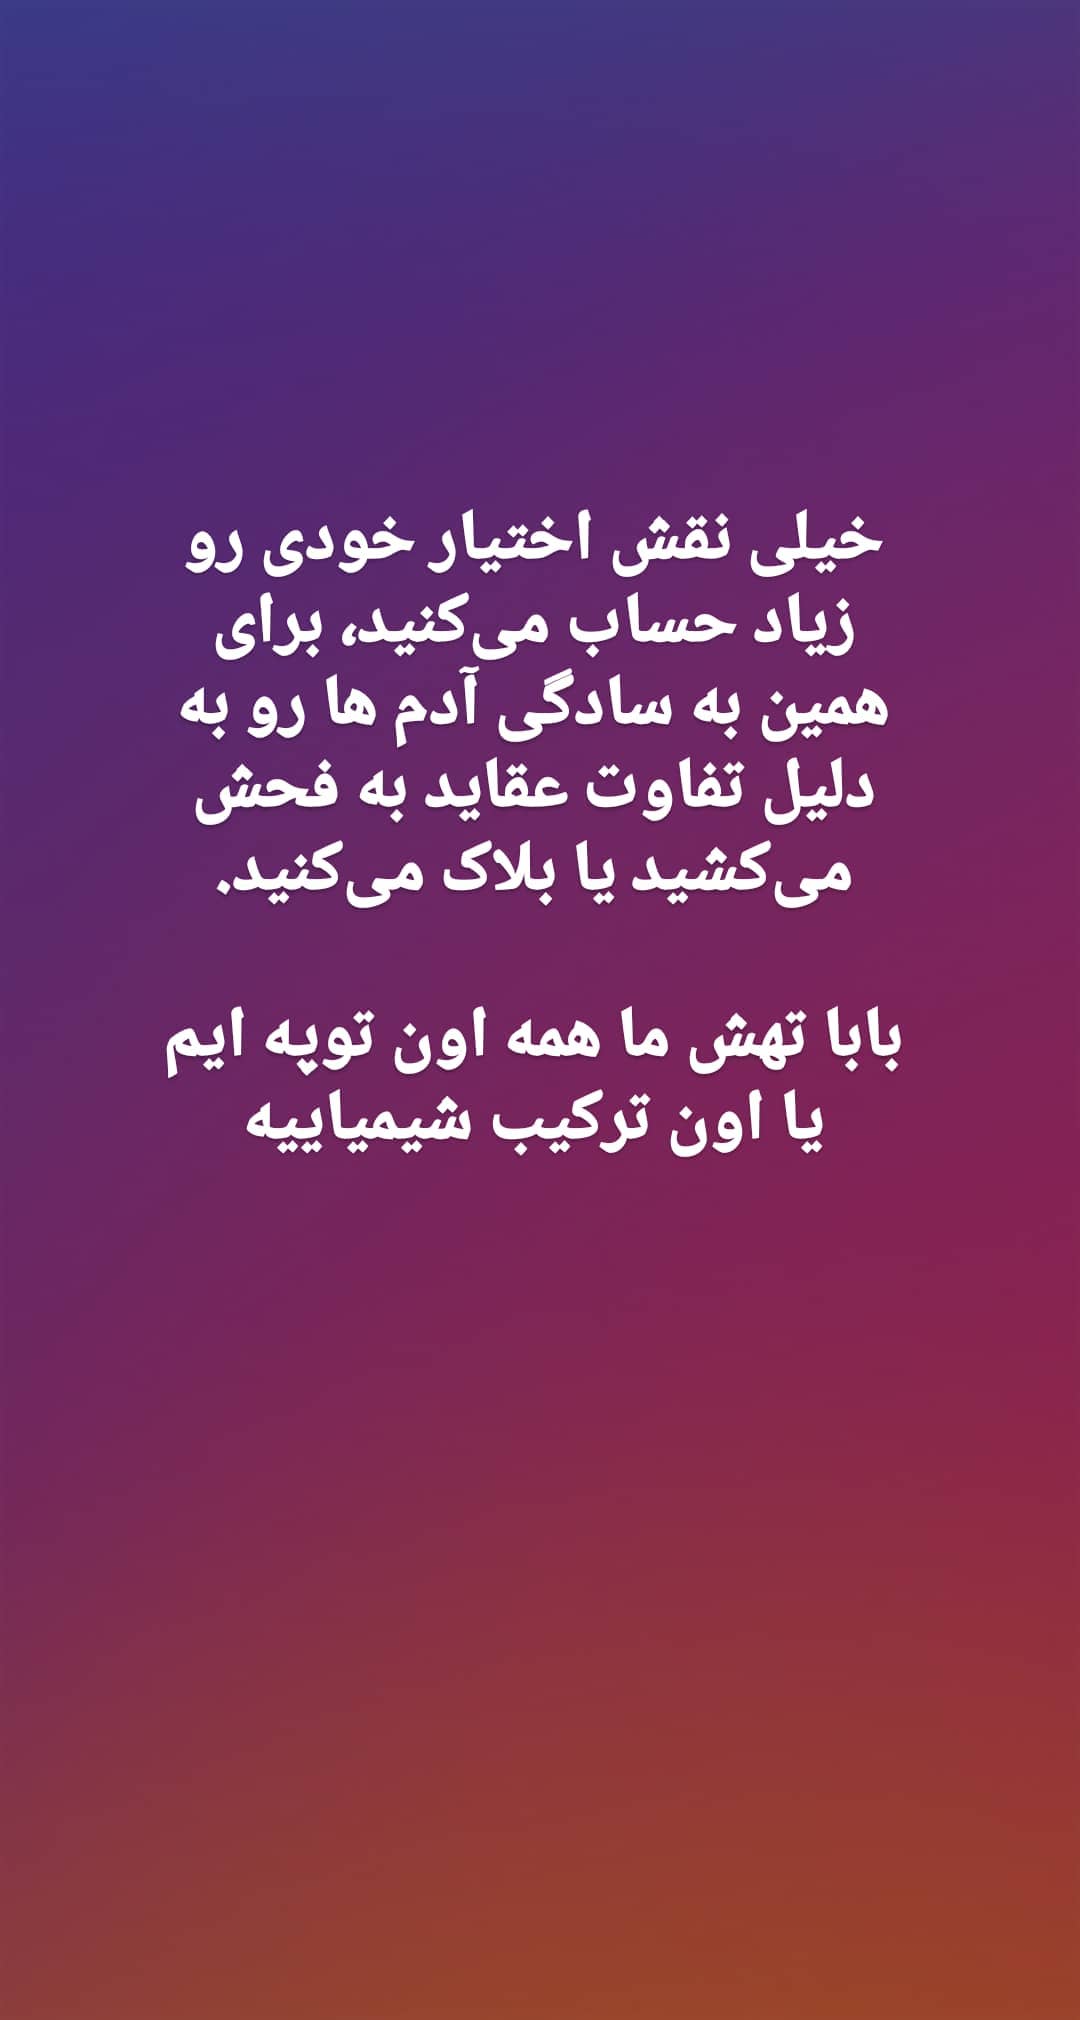 خیلی نقش اختیار خودی رو
زیاد حساب می‌کنید، برای
همین به سادگی آدم ها رو به
دلیل تفاوت عقاید به فحش
می‌کشید یا بلاک می‌کنید.
بابا تهش ما همه اون توپه ایم
یا اون ترکیب شیمیاییه